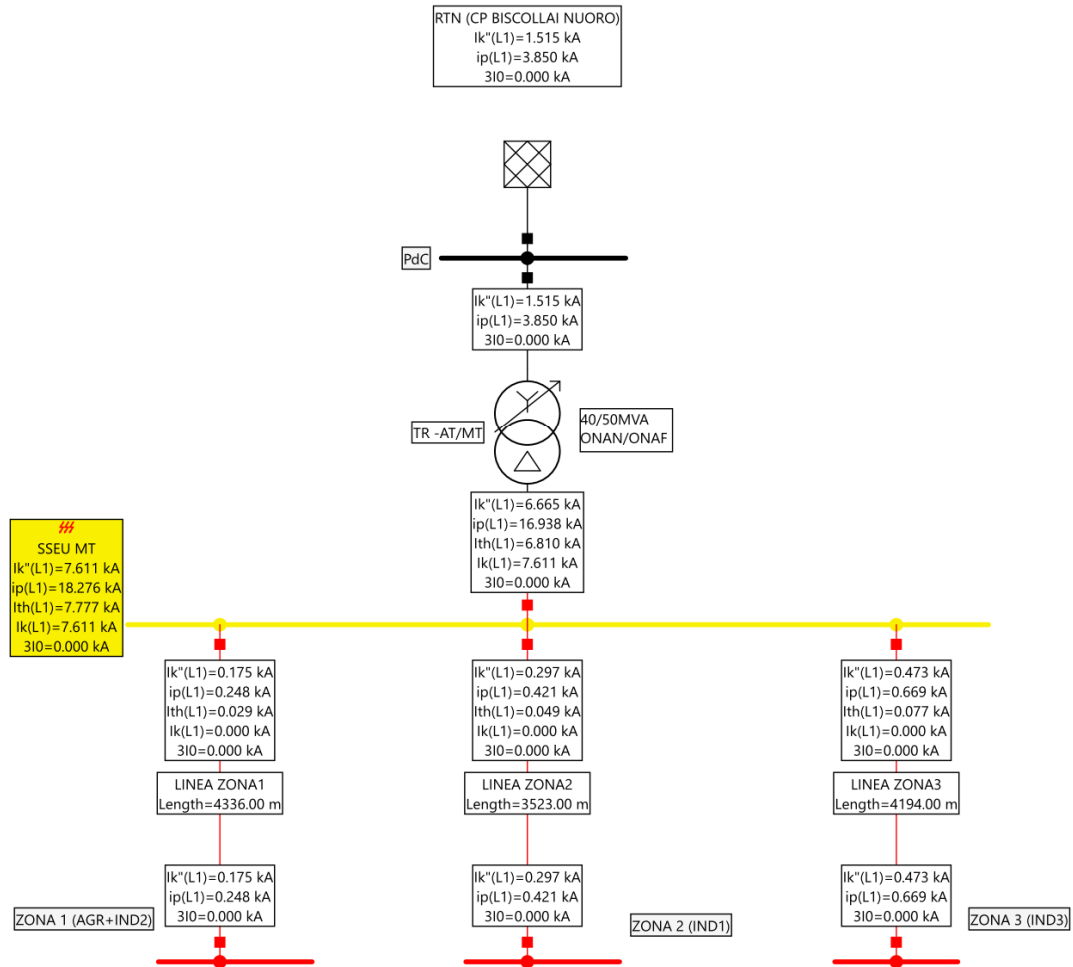 RTN (CP BISCOLLAI NUORO)
Ik"(L1)=1.515 kA
ip(L1)=3.850 kA
3I0=0.000 kA
PdC
Ik"(L1)=1.515 kA
ip(L1)=3.850 kA
3I0=0.000 kA
TR -AT/MT
40/50MVA
ONAN/ONAF
Ik"(L1)=6.665 kA
ip(L1)=16.938 kA
Ith(L1)=6.810 kA
Ik(L1)=7.611 kA
3I0=0.000 kA
SSEU MT
Ik"(L1)=7.611 kA
ip(L1)=18.276 kA
Ith(L1)=7.777 kA
Ik(L1)=7.611 kA
3I0=0.000 kA
Ik"(L1)=0.175 kA
ip(L1)=0.248 kA
Ith(L1)=0.029 kA
Ik(L1)=0.000 kA
3I0=0.000 kA
Ik"(L1)=0.297 kA
ip(L1)=0.421 kA
Ith(L1)=0.049 kA
Ik(L1)=0.000 kA
3I0=0.000 kA
Ik"(L1)=0.473 kA
ip(L1)=0.669 kA
Ith(L1)=0.077 kA
Ik(L1)=0.000 kA
3I0=0.000 kA
LINEA ZONA1
Length=4336.00 m
LINEA ZONA2
Length=3523.00 m
LINEA ZONA3
Length=4194.00 m
Ik"(L1)=0.175 kA
ip(L1)=0.248 kA
3I0=0.000 kA
Ik"(L1)=0.297 kA
ip(L1)=0.421 kA
3I0=0.000 kA
Ik"(L1)=0.473 kA
ip(L1)=0.669 kA
3I0=0.000 kA
ZONA 1 (AGR+IND2)
ZONA 2 (IND1)
ZONA 3 (IND3)